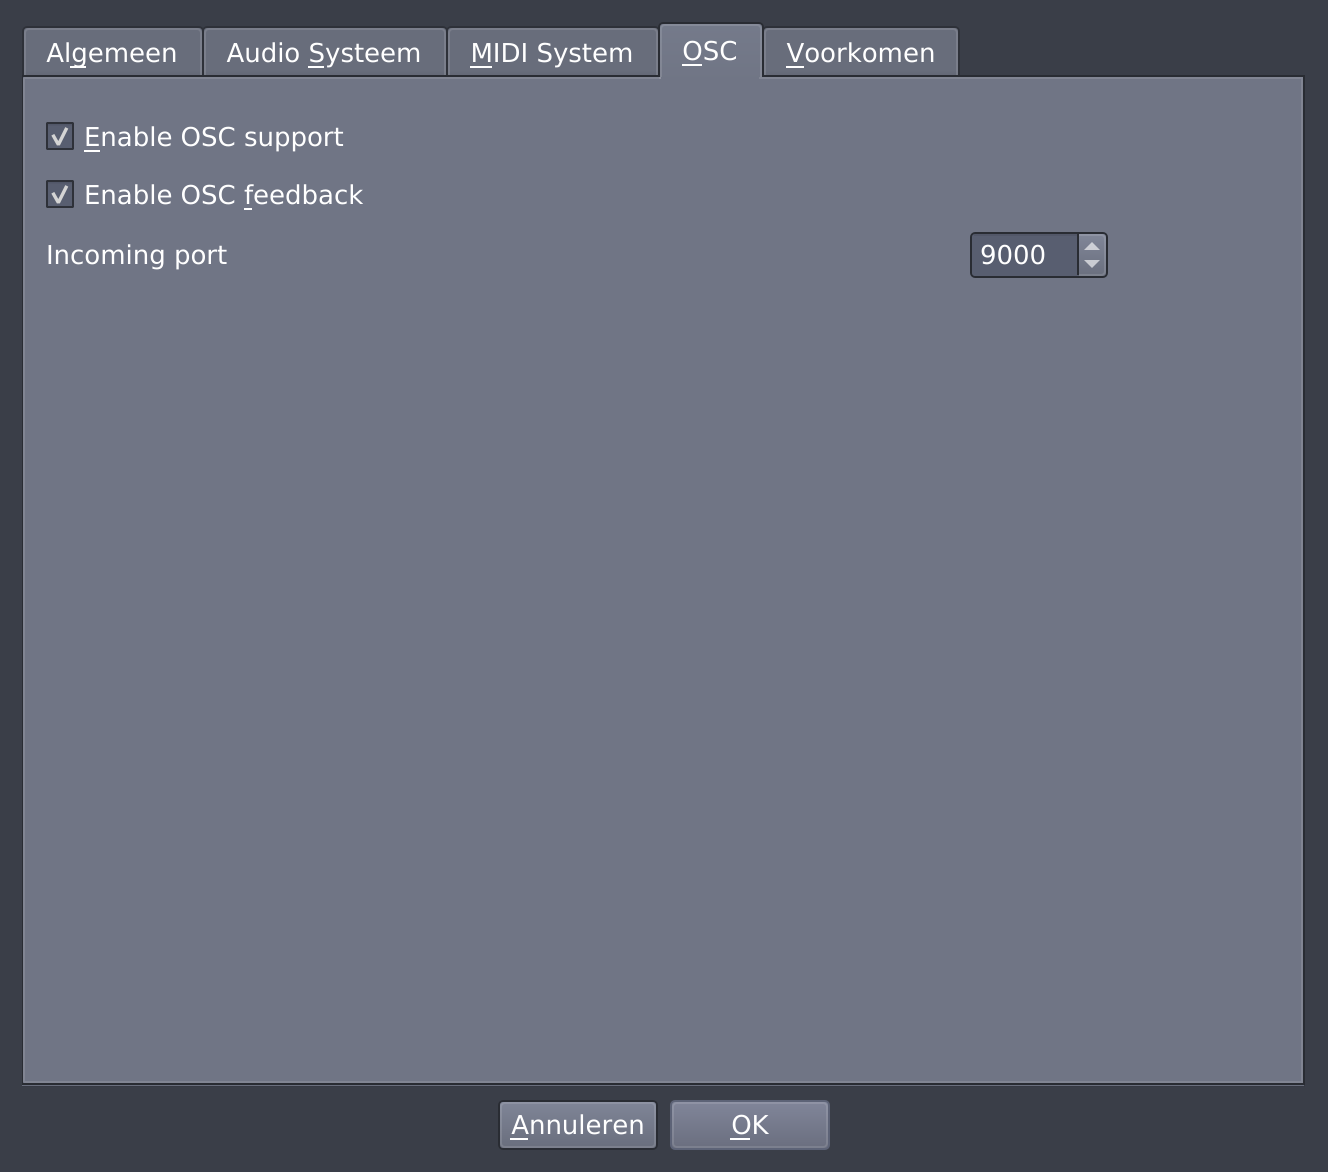 Algemeen Audio Systeem MIDI System OSC Voorkomen
Enable OSC support
Enable OSC feedback
Incoming port 9000
Annuleren OK